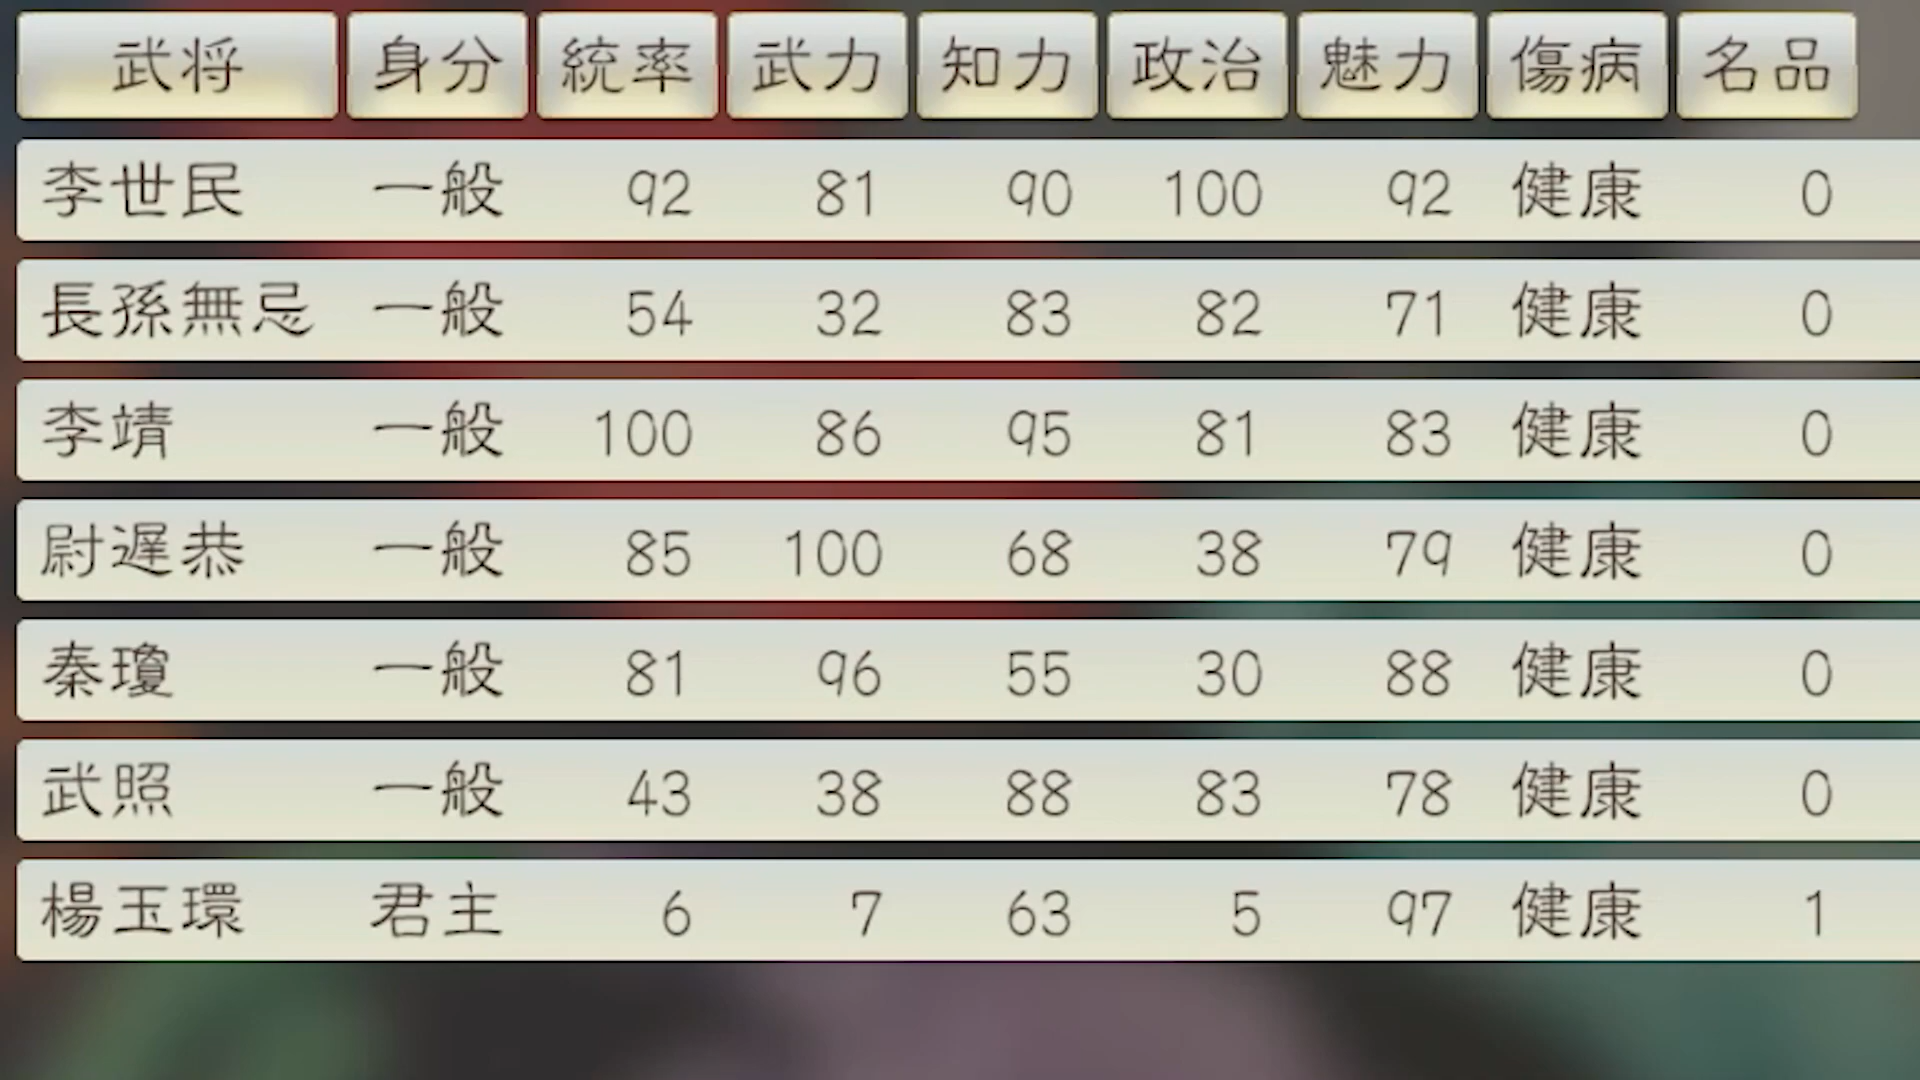 武将 身分 統率 武力 知力 政治 魅力 傷病 名品
李世民 一般 92 81 90 100 92 健康 0
長孫無忌 一般 54 32 83 82 71 健康 0
李靖 一般 100 86 95 81 83 健康 0
尉遅恭 一般 85 100 68 38 79 健康 0
秦瓊 一般 81 96 55 30 88 健康 0
武照 一般 43 38 88 83 78 健康 0
楊玉環 君主 6 7 63 5 97 健康 1